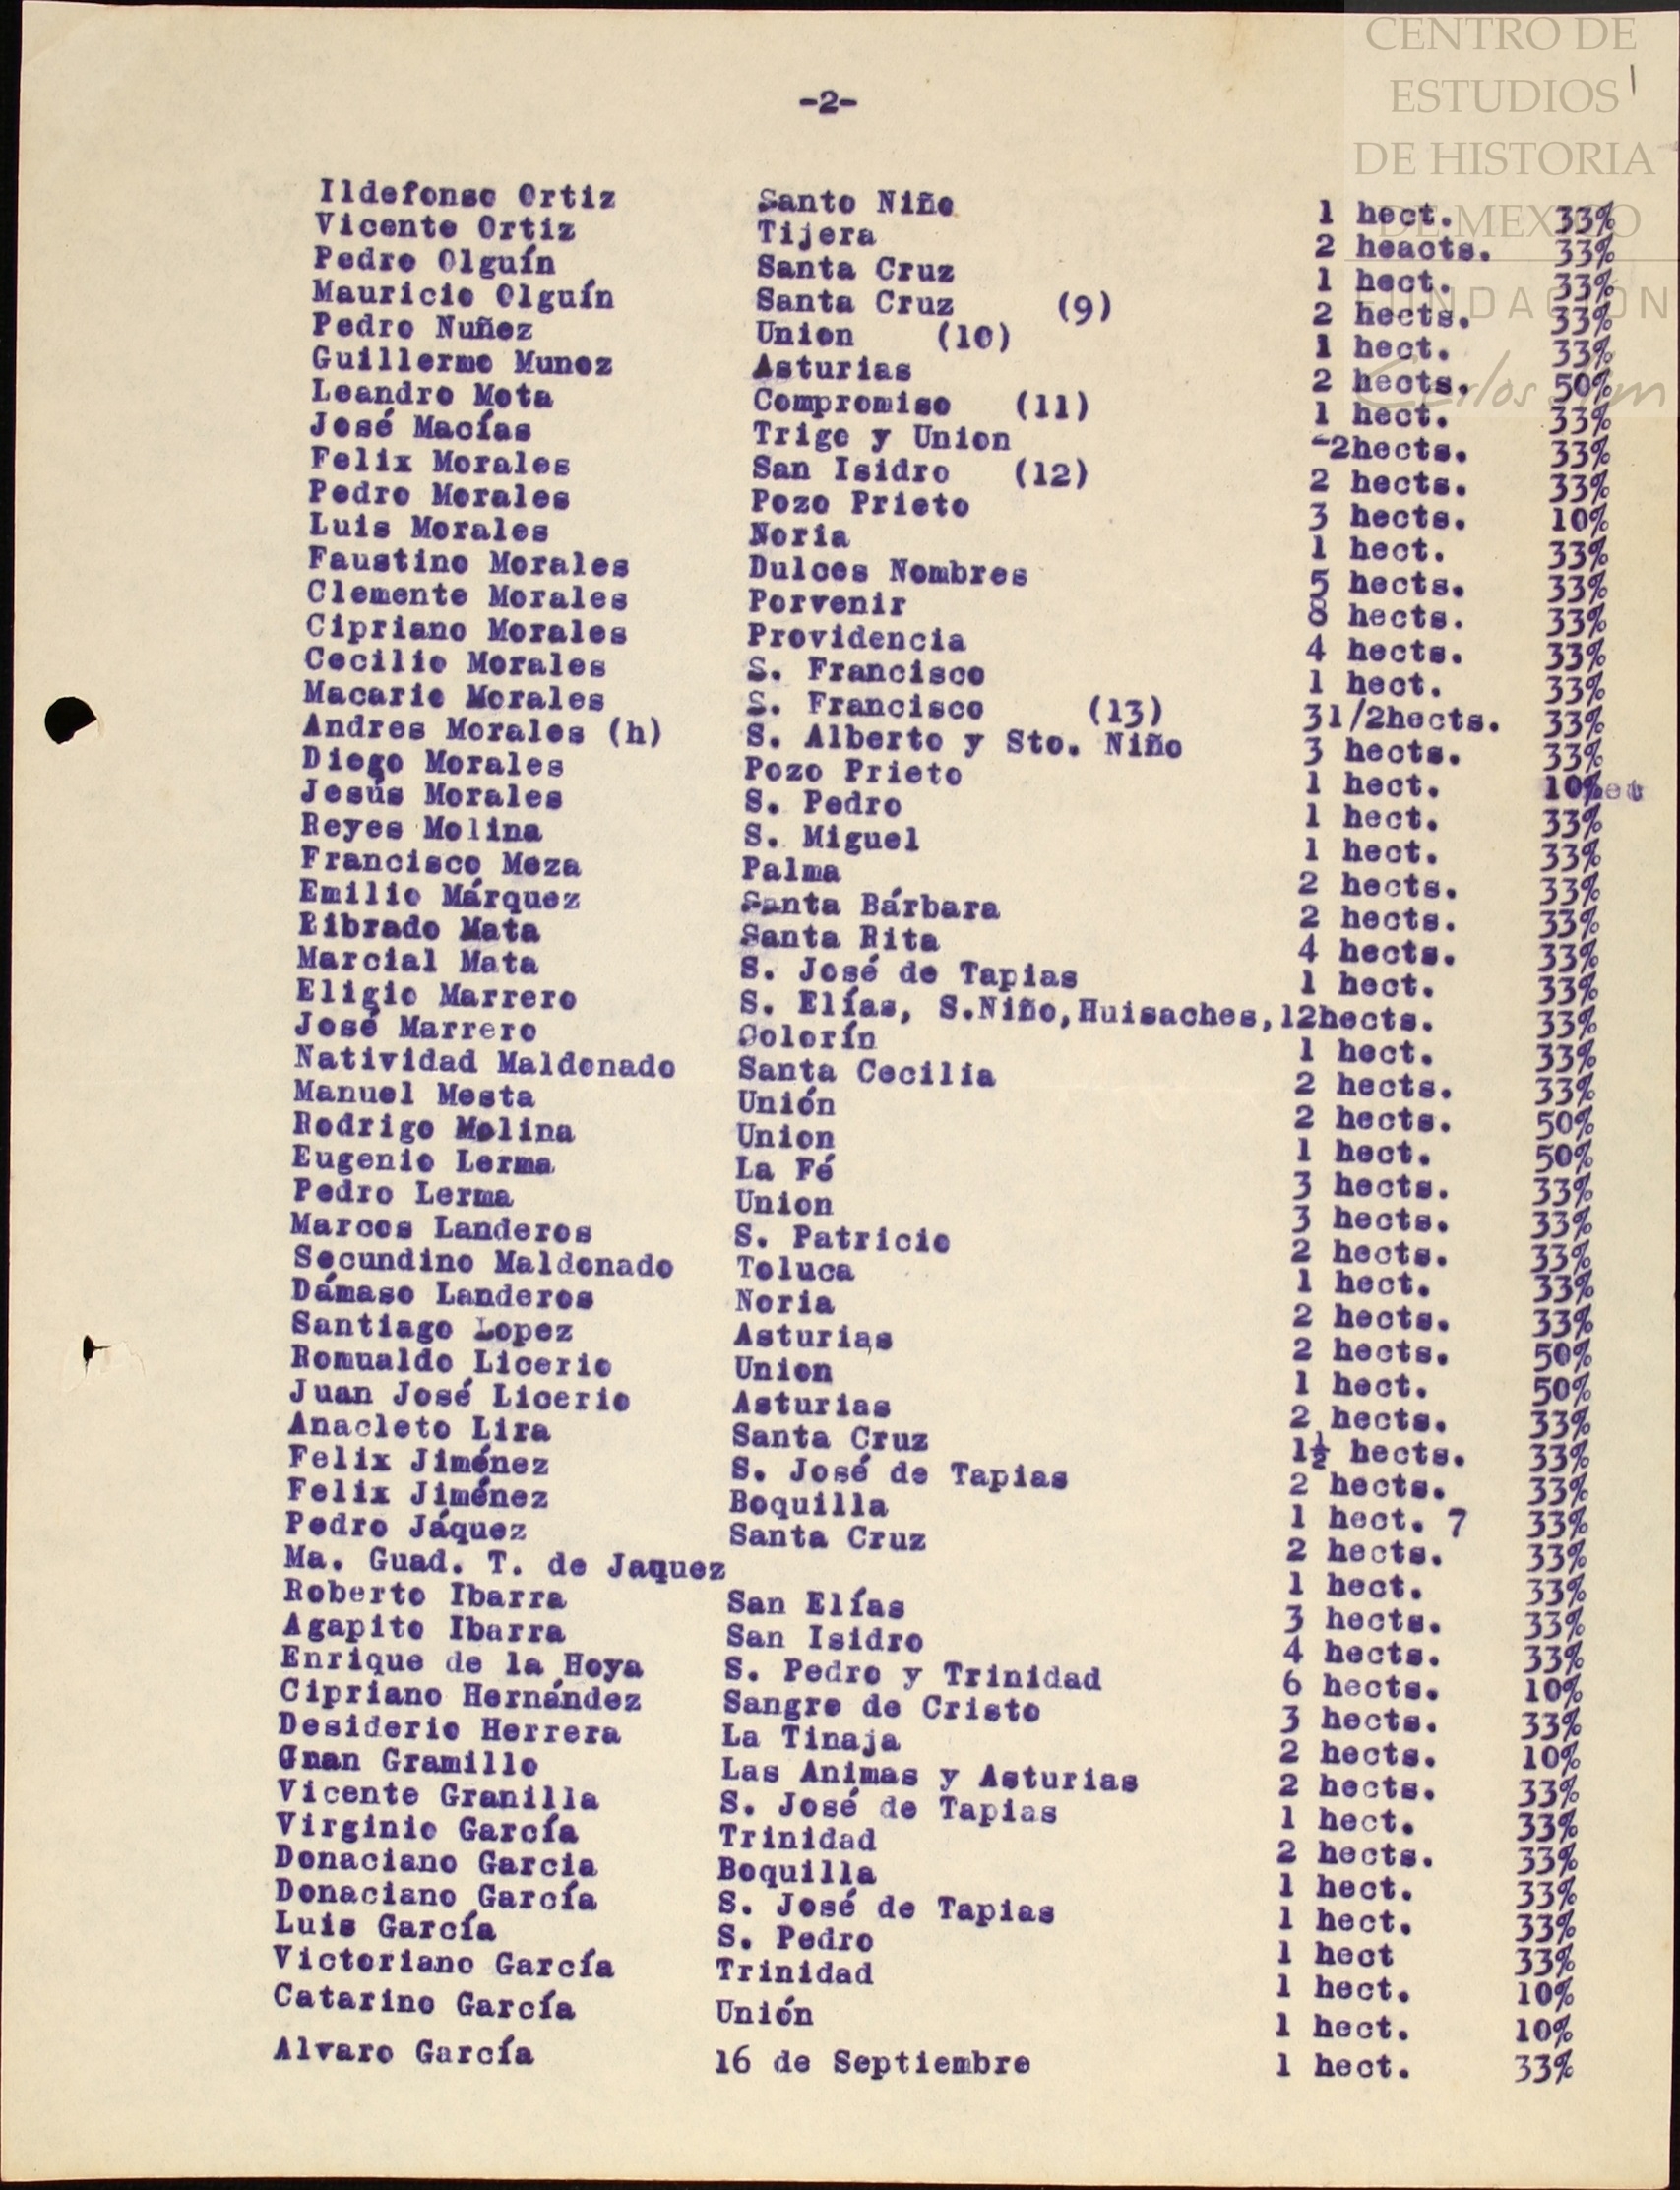 CENTRO DE
ESTUDIOS
DE HISTORIA
DE MEXICO
FUNDACIÓN
Carlos Slim
-2-
Ildefonso Ortiz Santo Niño 1 hect. 33%
Vicente Ortiz Tijera 2 heacts. 33%
Pedro Olguín Santa Cruz 1 hect. 33%
Mauricio Olguín Santa Cruz (9) 2 hects. 33%
Pedro Nuñez Union (10) 1 hect. 33%
Guillermo Munoz Asturias 2 hects. 50%
Leandro Mota Compromiso (11) 1 hect. 33%
José Macías Trigo y Union -2hects. 33%
Felix Morales San Isidro (12) 2 hects. 33%
Pedro Morales Pozo Prieto 3 hects. 10%
Luis Morales Noria 1 hect. 33%
Faustino Morales Dulces Nombres 5 hects. 33%
Clemente Morales Porvenir 8 hects. 33%
Cipriano Morales Providencia 4 hects. 33%
Cecilio Morales S. Francisco 1 hect. 33%
Macario Morales S. Francisco (13) 31/2hects. 33%
Andres Morales (h) S. Alberto y Sto. Niño 3 hects. 33%
Diego Morales Pozo Prieto 1 hect. 10%
Jesús Morales S. Pedro 1 hect. 33%
Reyes Molina S. Miguel 1 hect. 33%
Francisco Meza Palma 2 hects. 33%
Emilio Márquez Santa Bárbara 2 hects. 33%
Librado Mata Santa Rita 4 hects. 33%
Marcial Mata S. José de Tapias 1 hect. 33%
Eligio Marrero S. Elías, S.Niño,Huisaches,12hects. 33%
José Marrero Colorín 1 hect. 33%
Natividad Maldonado Santa Cecilia 2 hects. 33%
Manuel Mesta Unión 2 hects. 50%
Rodrigo Molina Union 1 hect. 50%
Eugenio Lerma La Fé 3 hects. 33%
Pedro Lerma Union 3 hects. 33%
Marcos Landeros S. Patricio 2 hects. 33%
Secundino Maldonado Toluca 1 hect. 33%
Dámaso Landeros Noria 2 hects. 33%
Santiago Lopez Asturias 2 hects. 50%
Romualdo Licerio Union 1 hect. 50%
Juan José Licerio Asturias 2 hects. 33%
Anacleto Lira Santa Cruz 1½ hects. 33%
Felix Jiménez S. José de Tapias 2 hects. 33%
Felix Jiménez Boquilla 1 hect. 7 33%
Pedro Jáquez Santa Cruz 2 hects. 33%
Ma. Guad. T. de Jaquez 1 hect. 33%
Roberto Ibarra San Elías 3 hects. 33%
Agapito Ibarra San Isidro 4 hects. 33%
Enrique de la Hoya S. Pedro y Trinidad 6 hects. 10%
Cipriano Hernández Sangre de Cristo 3 hects. 33%
Desiderio Herrera La Tinaja 2 hects. 10%
Gnan Gramillo Las Animas y Asturias 2 hects. 33%
Vicente Granilla S. José de Tapias 1 hect. 33%
Virginio García Trinidad 2 hects. 33%
Donaciano Garcia Boquilla 1 hect. 33%
Donaciano García S. José de Tapias 1 hect. 33%
Luis García S. Pedro 1 hect 33%
Victoriano García Trinidad 1 hect. 10%
Catarino García Unión 1 hect. 10%
Alvaro García 16 de Septiembre 1 hect. 33%